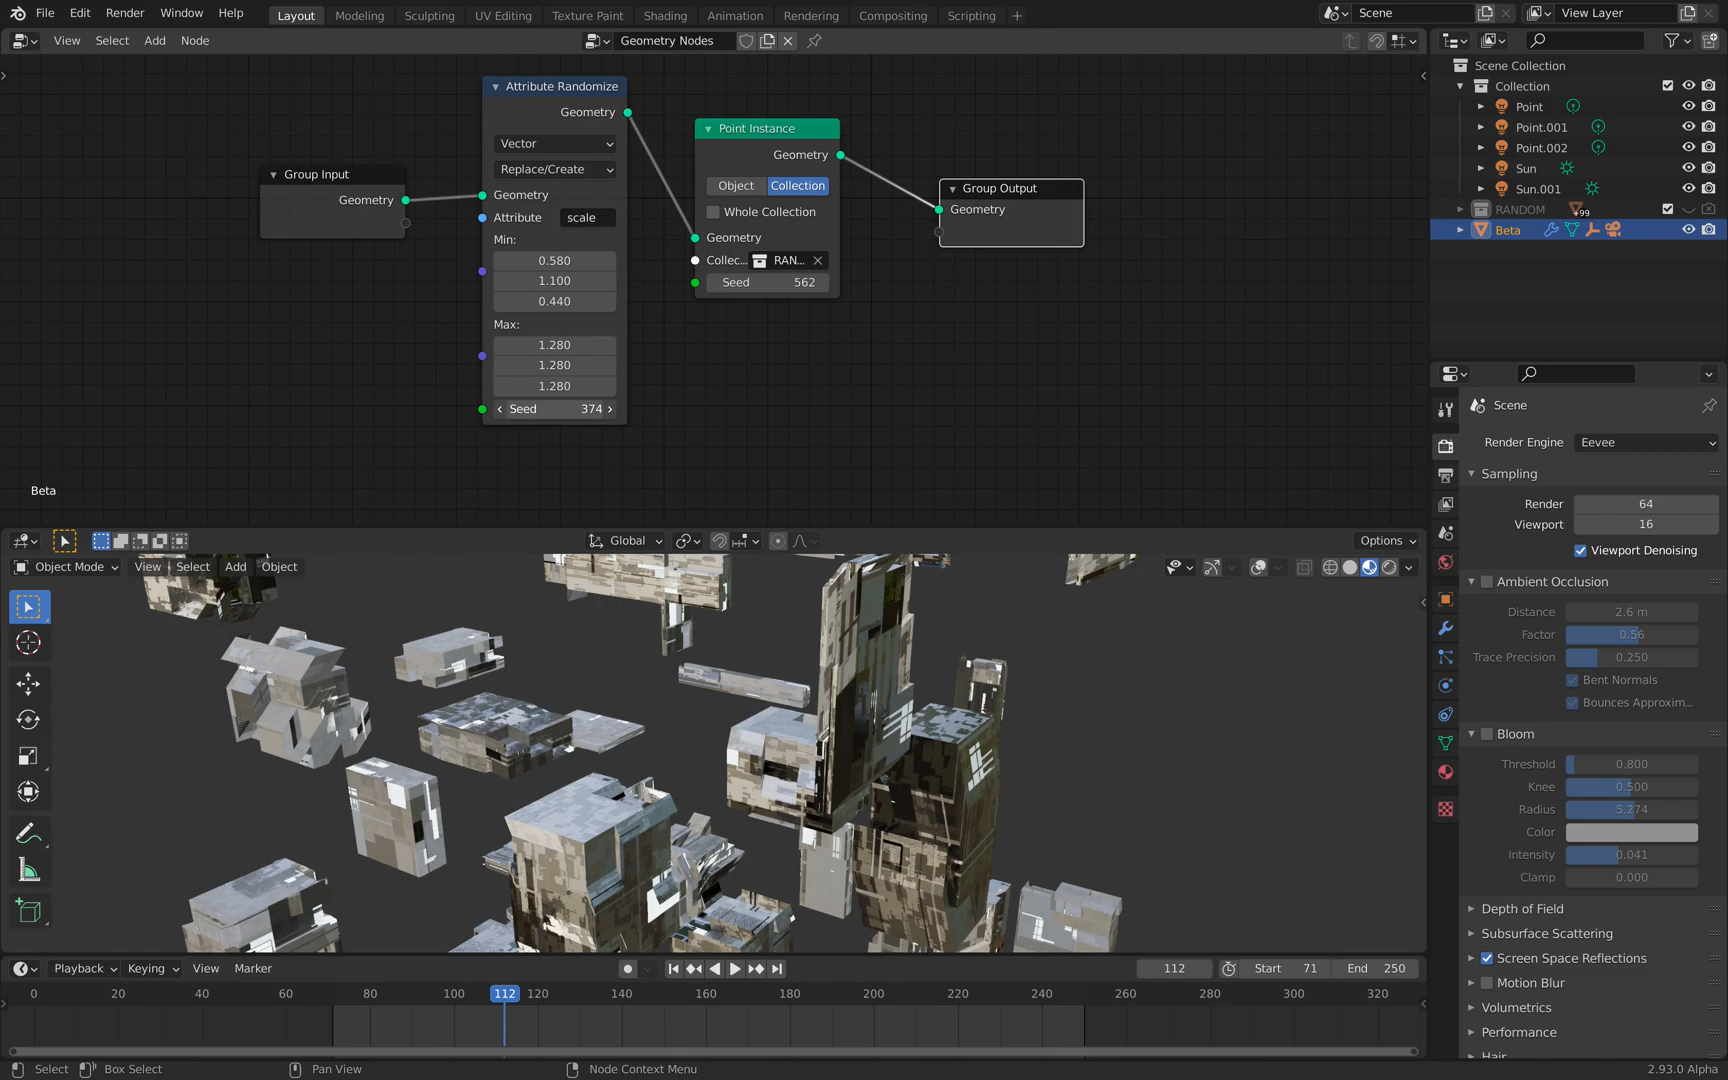 File Edit Render Window Help Layout Modeling Sculpting UV Editing Texture Paint Shading Animation Rendering Compositing Scripting + Scene View Layer
View Select Add Node Geometry Nodes
Attribute Randomize
Geometry
Vector
Replace/Create
Geometry
Attribute scale
Min:
0.580
1.100
0.440
Max:
1.280
1.280
1.280
Seed 374
Group Input
Geometry
Point Instance
Geometry
Object Collection
Whole Collection
Geometry
Collec... RAN...
Seed 562
Group Output
Geometry
Beta
Scene Collection
Collection
Point
Point.001
Point.002
Sun
Sun.001
RANDOM +99
Beta
Scene
Render Engine Eevee
Sampling
Render 64
Viewport 16
Viewport Denoising
Ambient Occlusion
Distance 2.6 m
Factor 0.56
Trace Precision 0.250
Bent Normals
Bounces Approxim...
Bloom
Threshold 0.800
Knee 0.500
Radius 5.274
Color
Intensity 0.041
Clamp 0.000
Depth of Field
Subsurface Scattering
Screen Space Reflections
Motion Blur
Volumetrics
Performance
Hair
Global Options
Object Mode View Select Add Object
Playback Keying View Marker 112 Start 71 End 250
0 20 40 60 80 100 112 120 140 160 180 200 220 240 260 280 300 320
Select Box Select Pan View Node Context Menu 2.93.0 Alpha